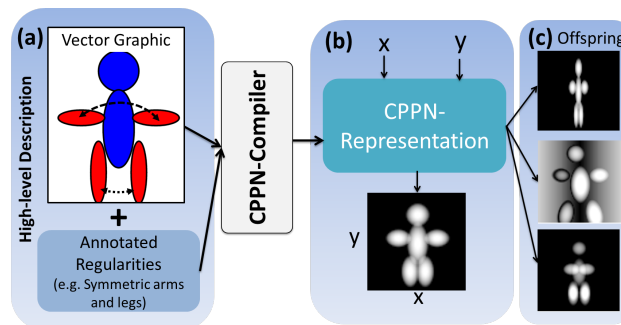 (a)
Vector Graphic
High-level Description
+
Annotated
Regularities
(e.g. Symmetric arms
and legs)
CPPN-Compiler
(b)
x
y
CPPN-
Representation
y
x
(c) Offspring